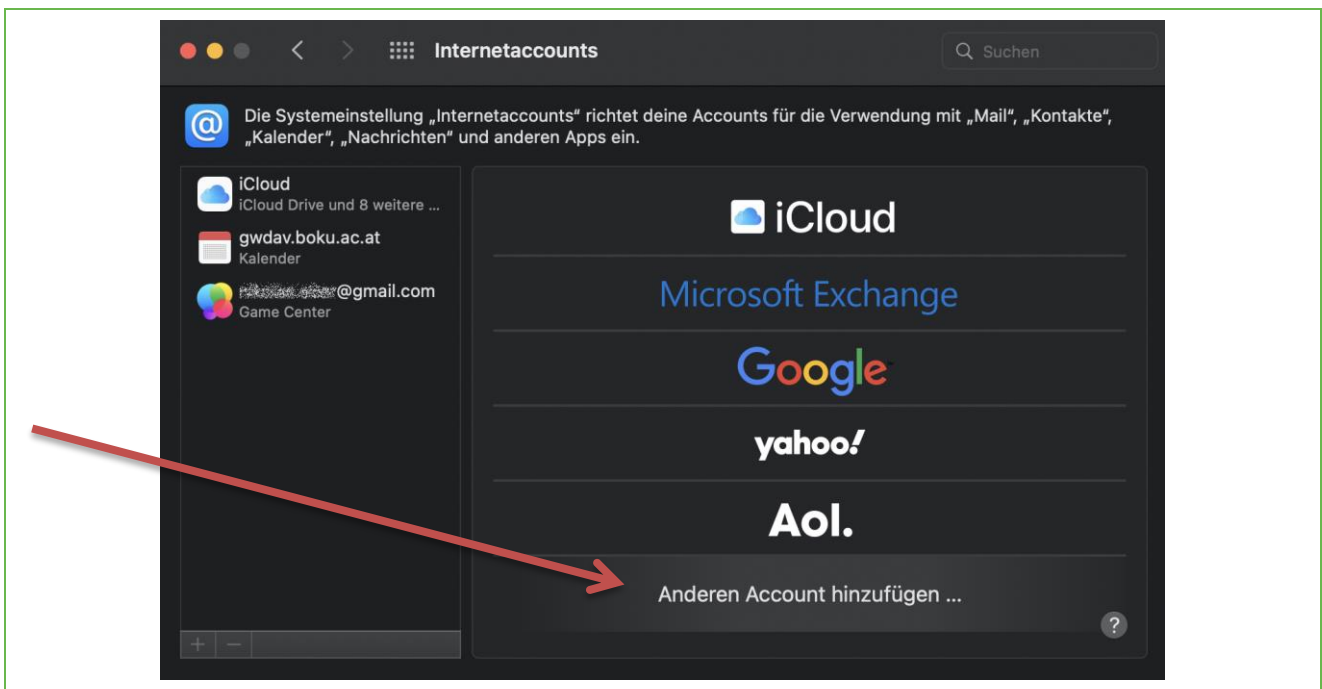 Internetaccounts
Suchen
Die Systemeinstellung „Internetaccounts“ richtet deine Accounts für die Verwendung mit „Mail“, „Kontakte“,
„Kalender“, „Nachrichten“ und anderen Apps ein.
iCloud
iCloud Drive und 8 weitere ...
gwdav.boku.ac.at
Kalender
@gmail.com
Game Center
iCloud
Microsoft Exchange
Google
yahoo!
Aol.
Anderen Account hinzufügen ...
?